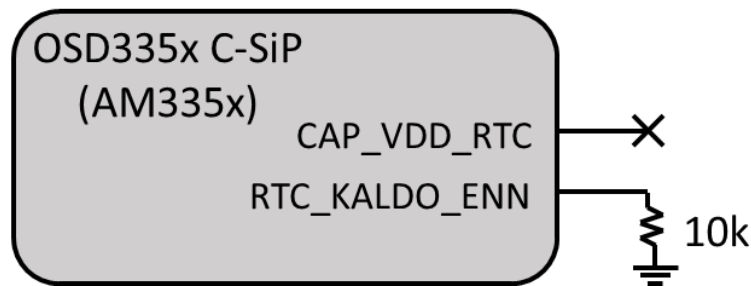 OSD335x C-SiP
(AM335x)
CAP_VDD_RTC
RTC_KALDO_ENN
10k